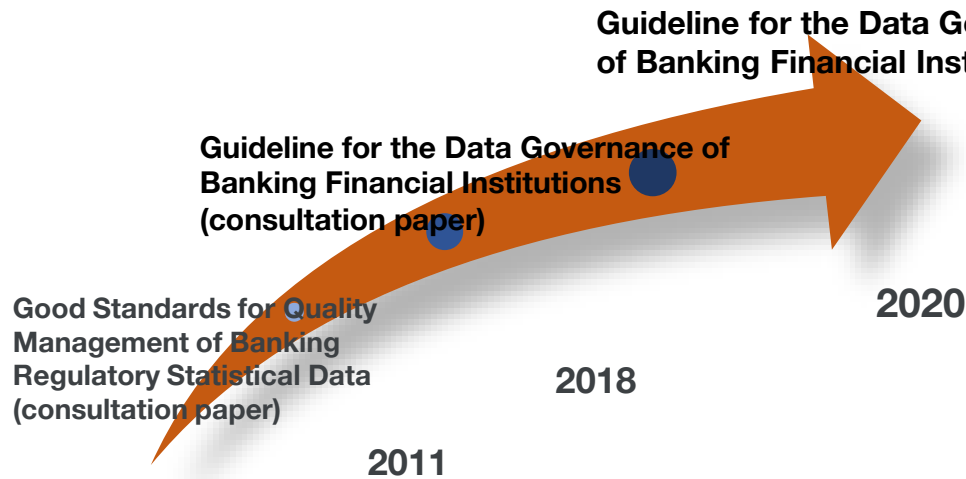 Guideline for the Data
of Banking Financial
Guideline for the Data Governance of
Banking Financial Institutions
(consultation paper)
Good Standards for Quality
Management of Banking
Regulatory Statistical Data
(consultation paper)
2020
2018
2011